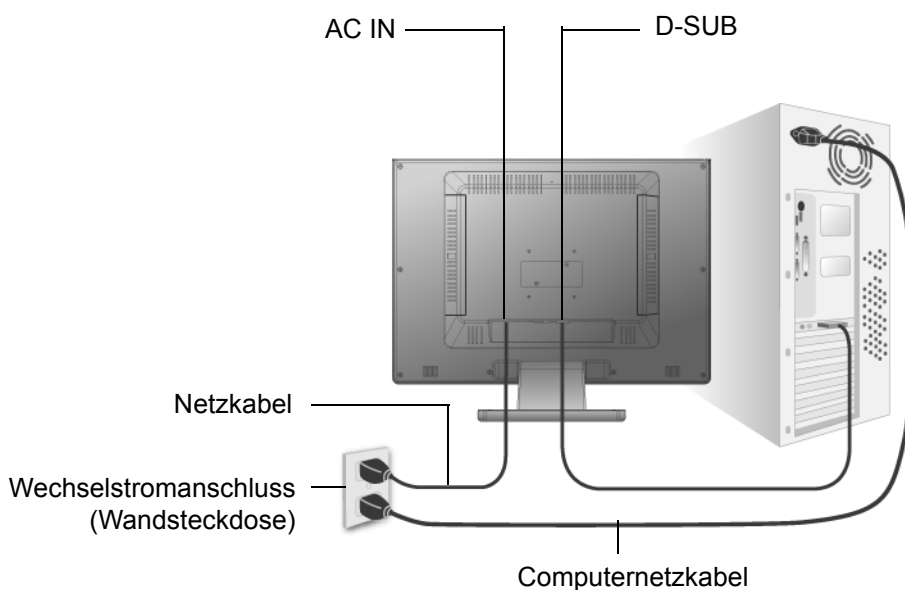 AC IN
D-SUB
Netzkabel
Wechselstromanschluss
(Wandsteckdose)
Computernetzkabel